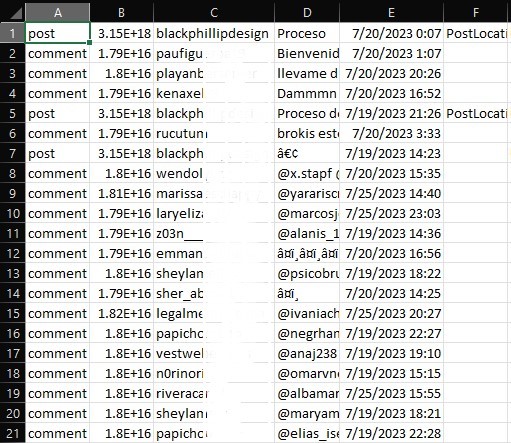 A B C D E F
1 post 3.15E+18 blackphillipdesign Proceso 7/20/2023 0:07 PostLocati
2 comment 1.79E+16 paufigu Bienvenid 7/20/2023 1:07
3 comment 1.8E+16 playanb llevame d 7/20/2023 20:26
4 comment 1.79E+16 kenaxel Dammmn 7/20/2023 16:52
5 post 3.15E+18 blackph Proceso de 7/19/2023 21:26 PostLocati
6 comment 1.79E+16 rucutun brokis est 7/20/2023 3:33
7 post 3.15E+18 blackph • 7/19/2023 14:23
8 comment 1.8E+16 wendol @x.stapf 7/20/2023 15:35
9 comment 1.81E+16 marissa @yararisc 7/25/2023 14:40
10 comment 1.79E+16 laryeliz @marcosj 7/25/2023 23:03
11 comment 1.79E+16 z03n___ @alanis_1 7/19/2023 14:36
12 comment 1.79E+16 emman 7/20/2023 16:56
13 comment 1.8E+16 sheylan @psicobru 7/19/2023 18:22
14 comment 1.79E+16 sher_ab 7/20/2023 14:25
15 comment 1.82E+16 legalme @ivaniach 7/25/2023 20:27
16 comment 1.8E+16 papicho @negrhan 7/19/2023 22:27
17 comment 1.8E+16 vestwel @anaj238 7/19/2023 19:10
18 comment 1.8E+16 n0rinori @omarvn 7/19/2023 15:15
19 comment 1.8E+16 riveraca @albamar 7/25/2023 15:55
20 comment 1.8E+16 sheylan @maryam 7/19/2023 18:21
21 comment 1.8E+16 papicho @elias_ise 7/19/2023 22:28